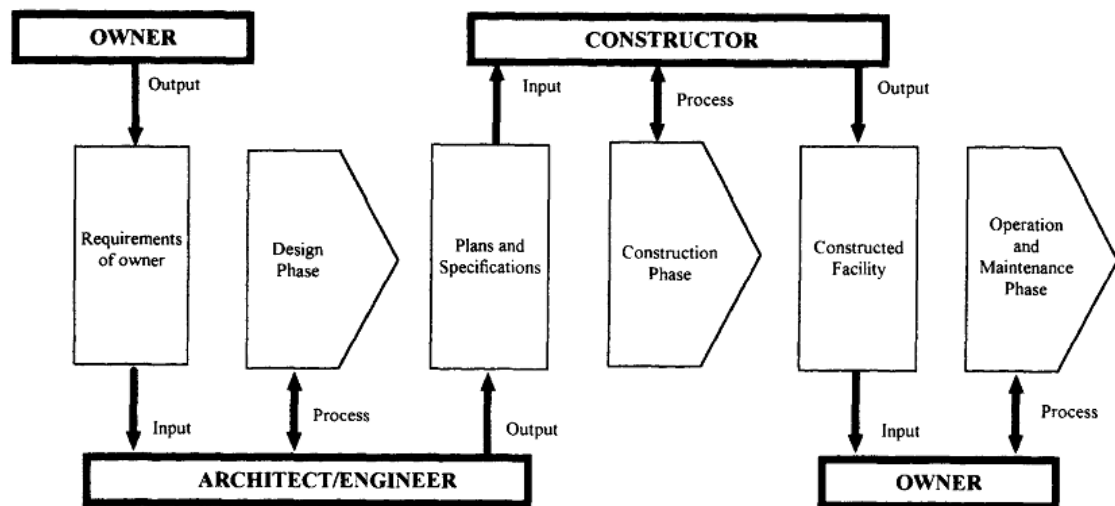 OWNER
CONSTRUCTOR
Output
Input
Process
Output
Requirements
of owner
Design
Phase
Plans and
Specifications
Construction
Phase
Constructed
Facility
Operation
and
Maintenance
Phase
Input
Process
Output
Input
Process
ARCHITECT/ENGINEER
OWNER